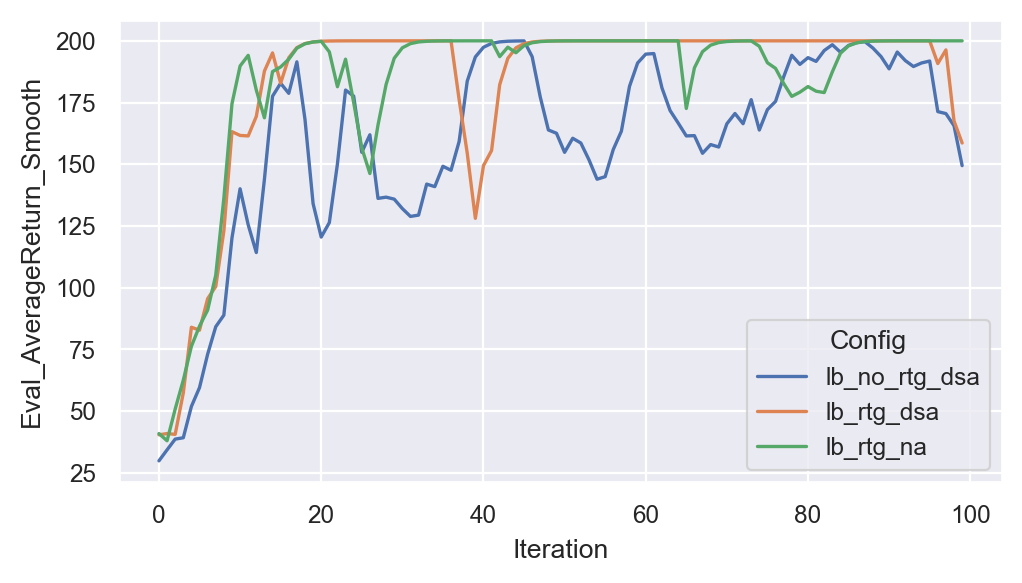 200
175
150
125
100
75
50
25
Eval_AverageReturn_Smooth
0
20
40
60
80
100
Iteration
Config
lb_no_rtg_dsa
lb_rtg_dsa
lb_rtg_na